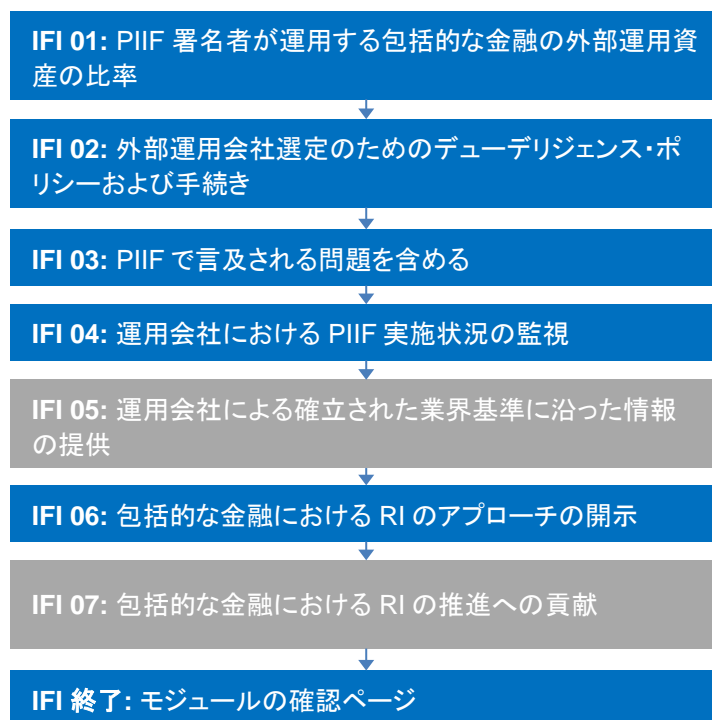 IFI 01: PIIF 署名者が運用する包括的な金融の外部運用資
産の比率
IFI 02: 外部運用会社選定のためのデューデリジェンス・ポ
リシーおよび手続き
IFI 03: PIIF で言及される問題を含める
IFI 04: 運用会社における PIIF 実施状況の監視
IFI 05: 運用会社による確立された業界基準に沿った情報
の提供
IFI 06: 包括的な金融における RI のアプローチの開示
IFI 07: 包括的な金融における RI の推進への貢献
IFI 終了: モジュールの確認ページ